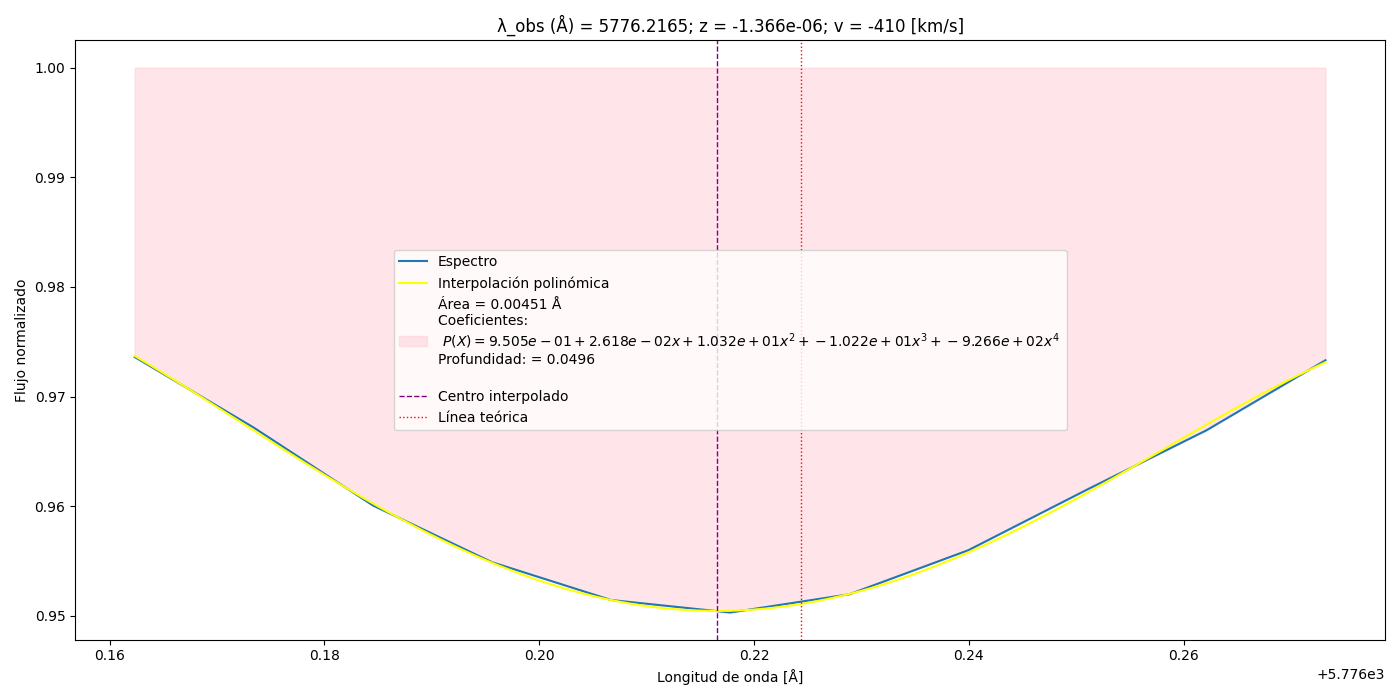 λ_obs (Å) = 5776.2165; z = -1.366e-06; v = -410 [km/s]
1.00
0.99
0.98
0.97
0.96
0.95
Flujo normalizado
Espectro
Interpolación polinómica
Área = 0.00451 Å
Coeficientes:
P(X) = 9.505e − 01 + 2.618e − 02x + 1.032e + 01x² + −1.022e + 01x³ + −9.266e + 02x⁴
Profundidad: = 0.0496
Centro interpolado
Línea teórica
0.16 0.18 0.20 0.22 0.24 0.26
+5.776e3
Longitud de onda [Å]